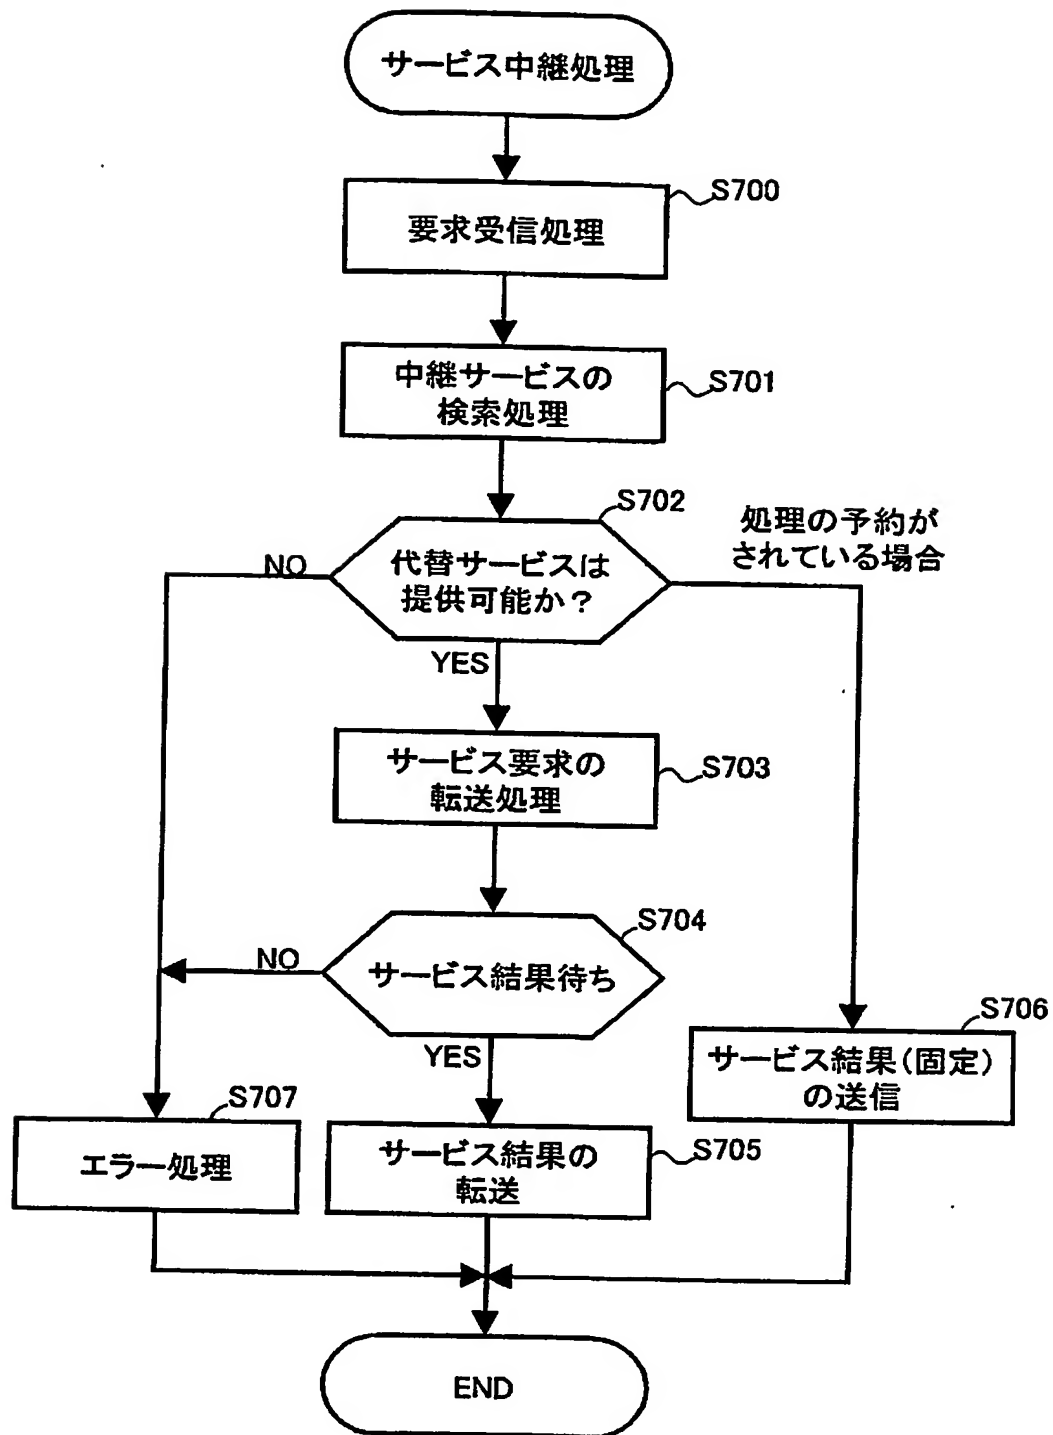 サービス中継処理
S700
要求受信処理
中継サービスの
検索処理
S701
S702
代替サービスは
提供可能か？
NO
処理の予約が
されている場合
YES
サービス要求の
転送処理
S703
S704
サービス結果待ち
NO
YES
S706
サービス結果(固定)
の送信
S707
エラー処理
サービス結果の
転送
S705
END